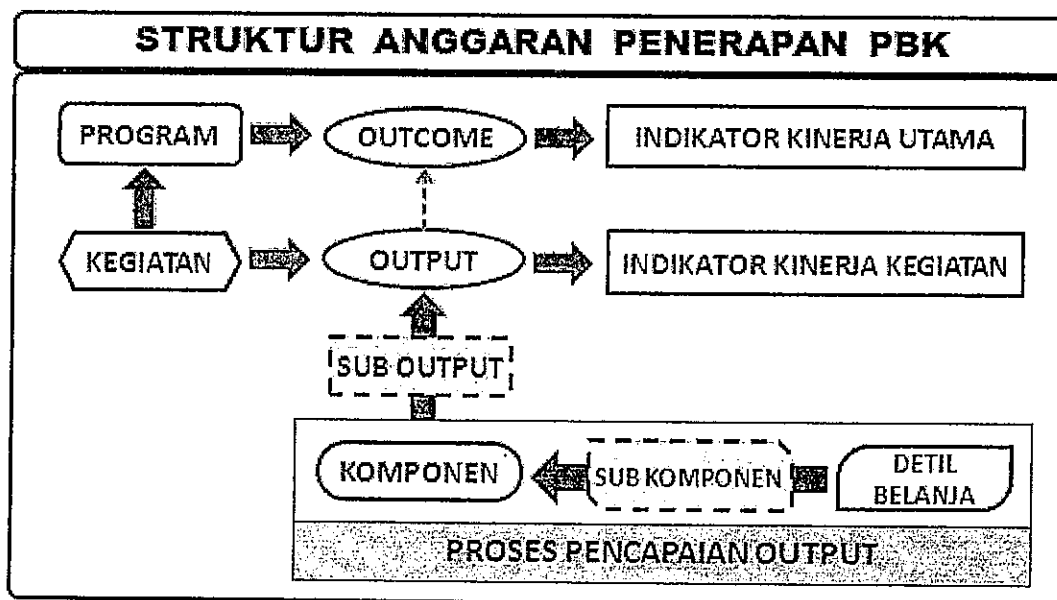 STRUKTUR ANGGARAN PENERAPAN PBK
PROGRAM
OUTCOME
INDIKATOR KINERJA UTAMA
KEGIATAN
OUTPUT
INDIKATOR KINERJA KEGIATAN
SUB OUTPUT
KOMPONEN
SUB KOMPONEN
DETIL
BELANJA
PROSES PENCAPAIAN OUTPUT